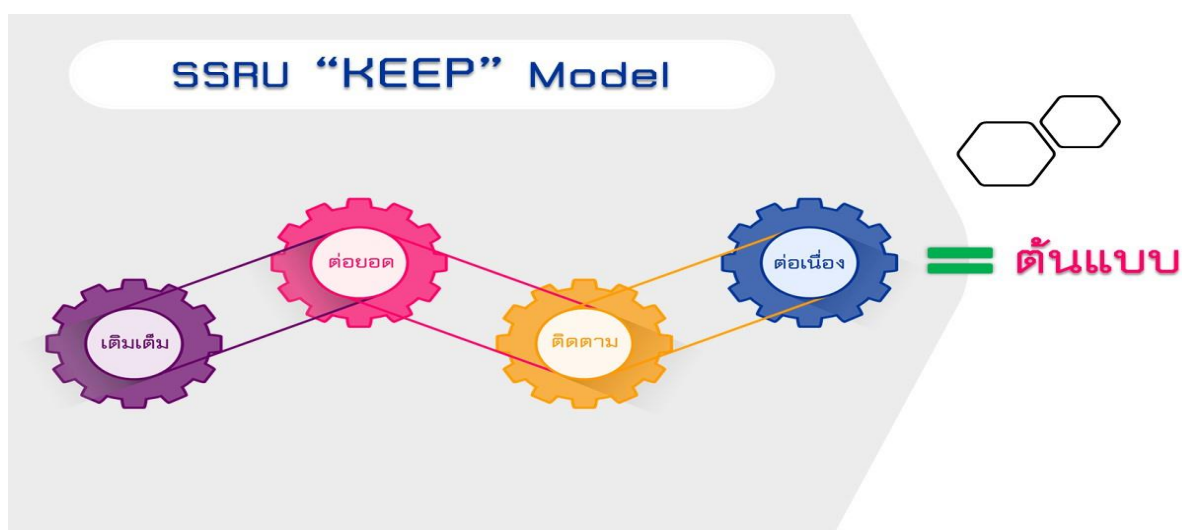 SSRU “KEEP” Model
เติมเต็ม
ต่อยอด
ติดตาม
ต่อเนื่อง
= ต้นแบบ